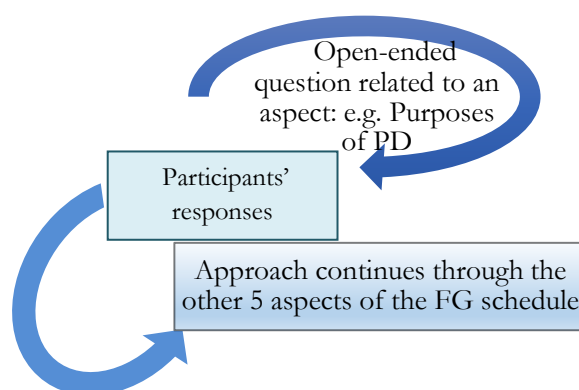 Open-ended
question related to an
aspect: e.g. Purposes
of PD
Participants’
responses
Approach continues through the
other 5 aspects of the FG schedule